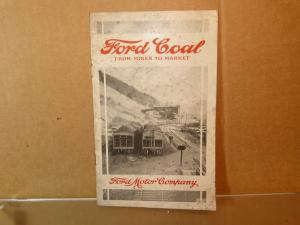 Ford Coal
FROM MINES TO MARKET
Ford Motor Company